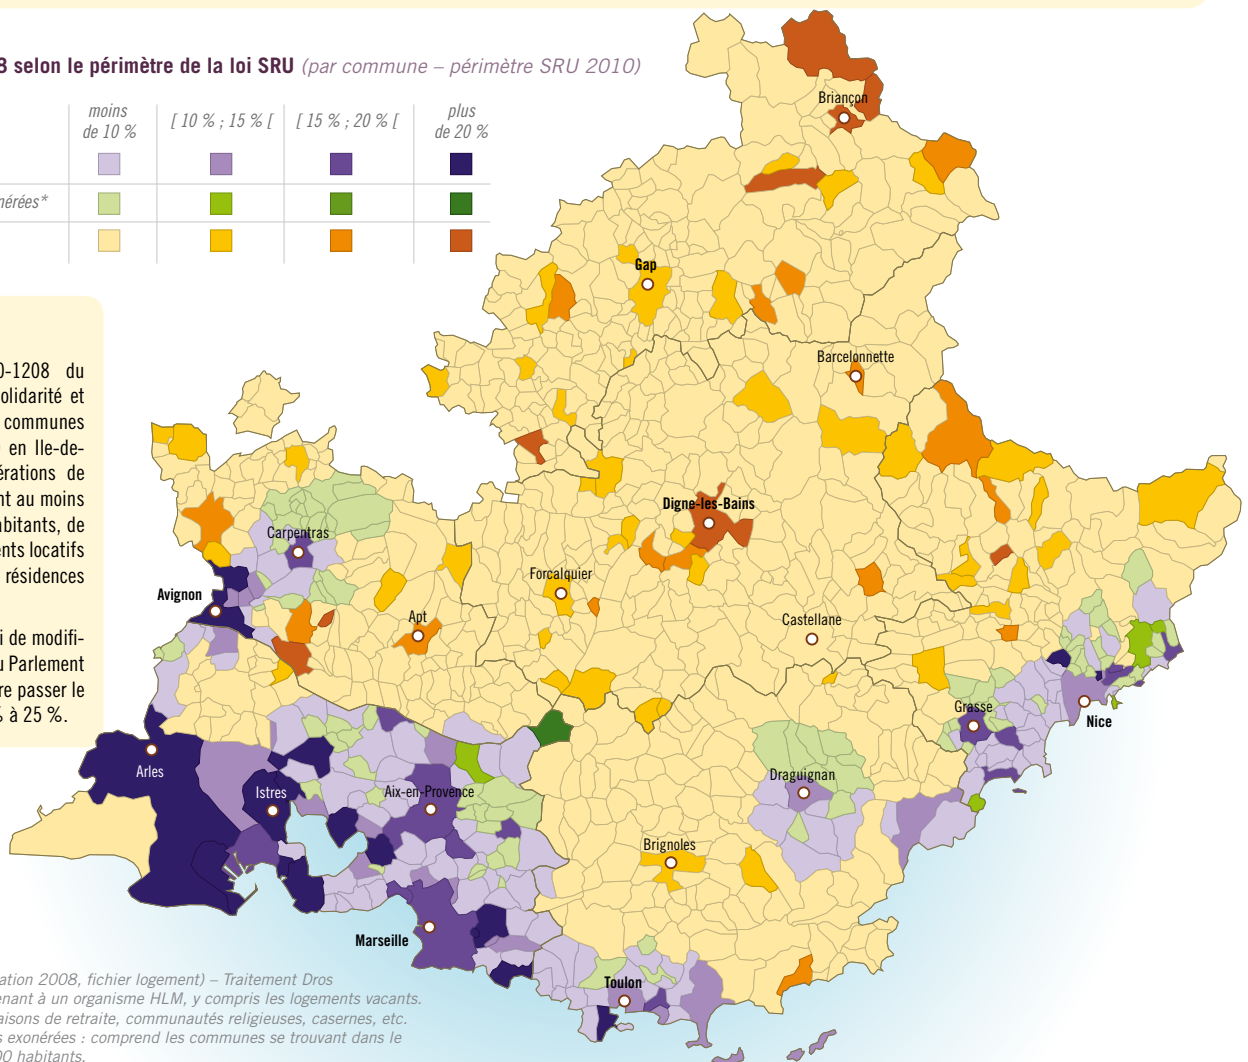 8 selon le périmètre de la loi SRU (par commune – périmètre SRU 2010)
moins de 10 %
[ 10 % ; 15 % [
[ 15 % ; 20 % [
plus de 20 %
nérées*
0-1208 du
olidarité et
communes
en Ile-de-
érations de
nt au moins
abitants, de
ents locatifs
résidences
i de modifi-
u Parlement
re passer le
% à 25 %.
Briançon
Gap
Barcelonnette
Digne-les-Bains
Carpentras
Forcalquier
Avignon
Apt
Castellane
Grasse
Nice
Arles
Istres
Aix-en-Provence
Draguignan
Brignoles
Marseille
Toulon
ation 2008, fichier logement) – Traitement Dros
enant à un organisme HLM, y compris les logements vacants.
aisons de retraite, communautés religieuses, casernes, etc.
s exonérées : comprend les communes se trouvant dans le
00 habitants.